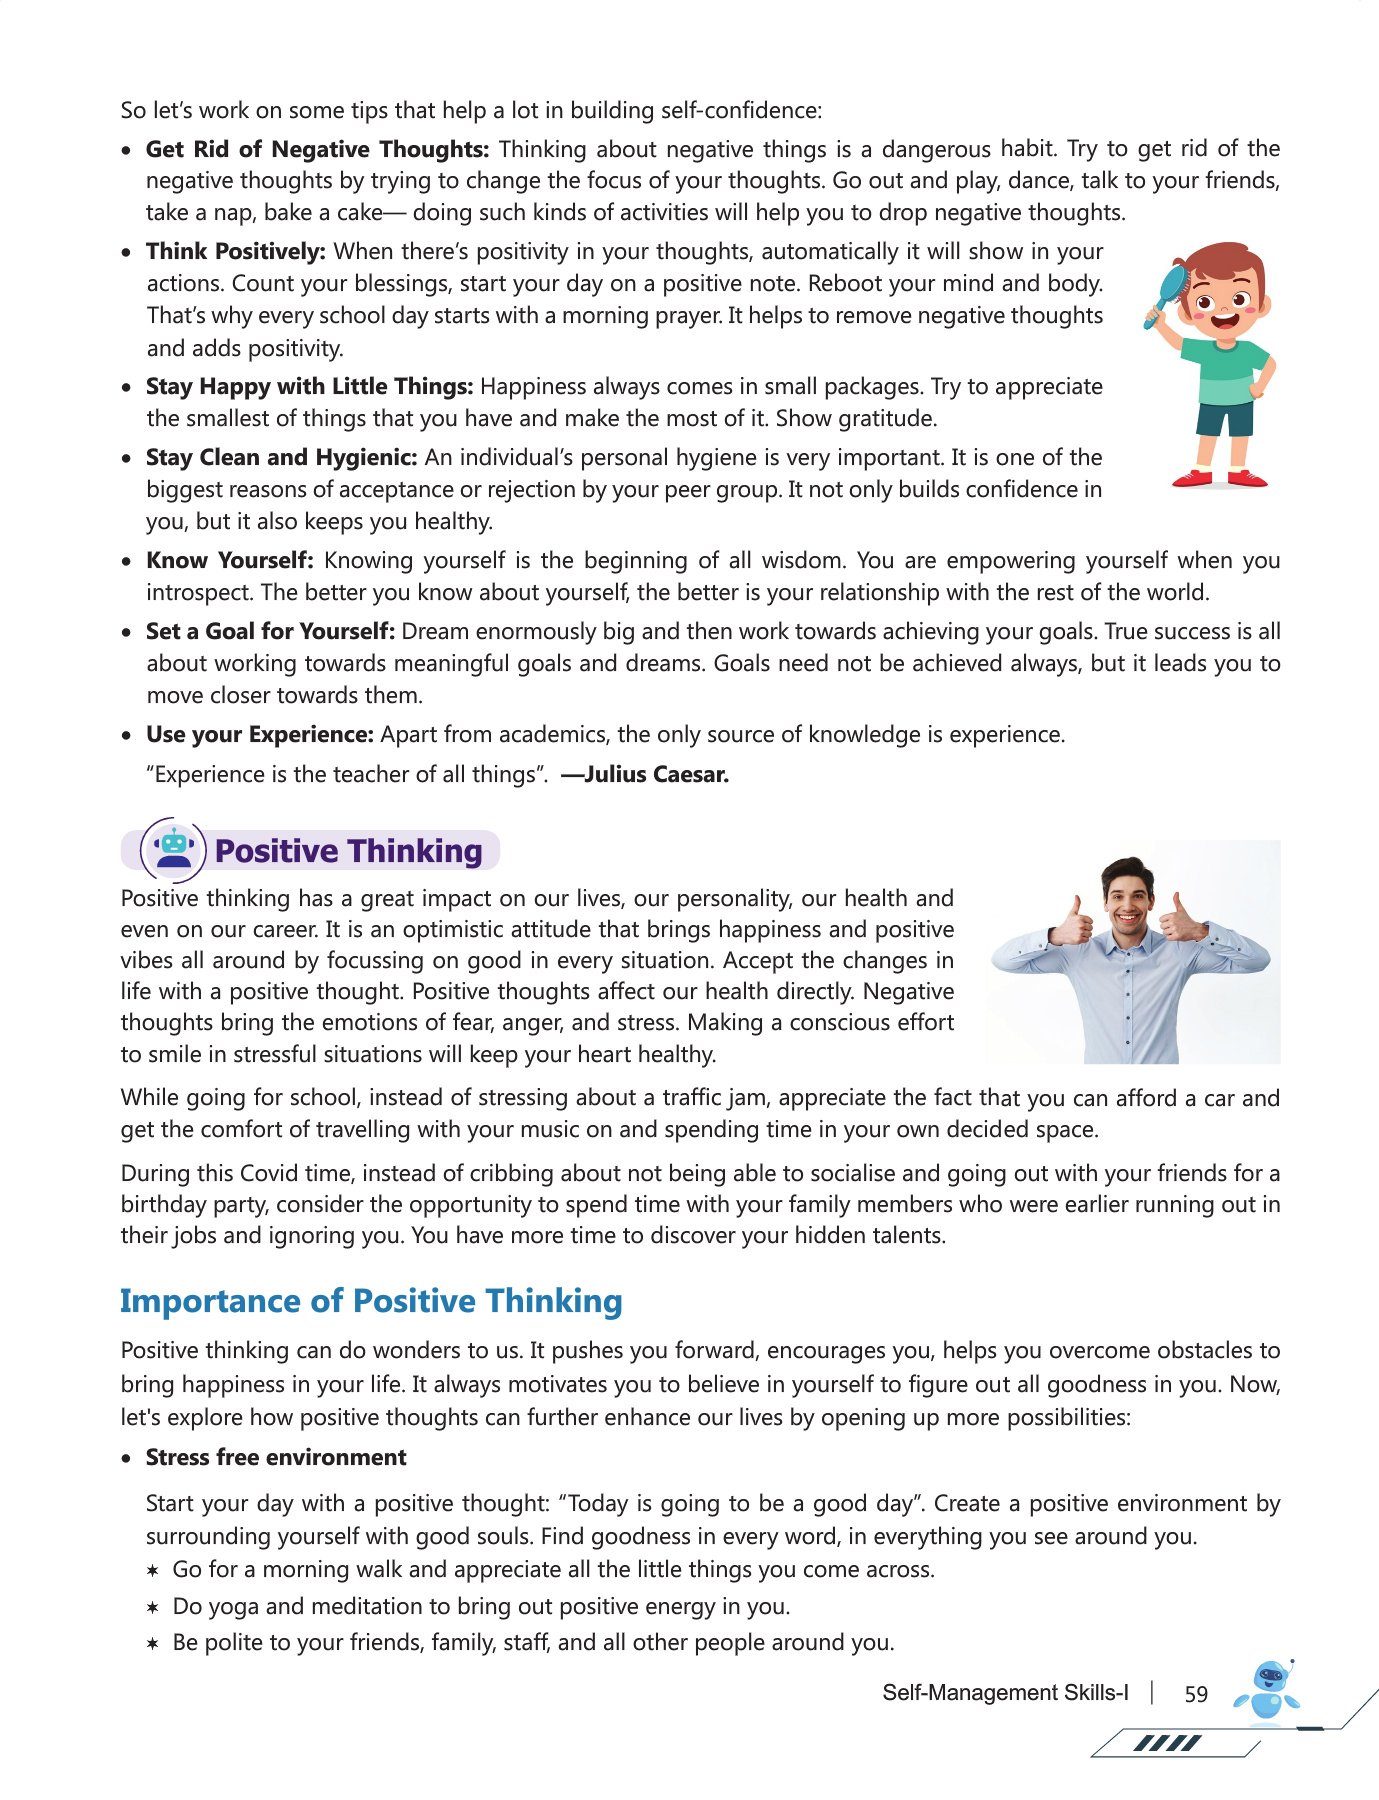 So let’s work on some tips that help a lot in building self-confidence:
• Get Rid of Negative Thoughts: Thinking about negative things is a dangerous habit. Try to get rid of the
negative thoughts by trying to change the focus of your thoughts. Go out and play, dance, talk to your friends,
take a nap, bake a cake— doing such kinds of activities will help you to drop negative thoughts.
• Think Positively: When there’s positivity in your thoughts, automatically it will show in your
actions. Count your blessings, start your day on a positive note. Reboot your mind and body.
That’s why every school day starts with a morning prayer. It helps to remove negative thoughts
and adds positivity.
• Stay Happy with Little Things: Happiness always comes in small packages. Try to appreciate
the smallest of things that you have and make the most of it. Show gratitude.
• Stay Clean and Hygienic: An individual’s personal hygiene is very important. It is one of the
biggest reasons of acceptance or rejection by your peer group. It not only builds confidence in
you, but it also keeps you healthy.
• Know Yourself: Knowing yourself is the beginning of all wisdom. You are empowering yourself when you
introspect. The better you know about yourself, the better is your relationship with the rest of the world.
• Set a Goal for Yourself: Dream enormously big and then work towards achieving your goals. True success is all
about working towards meaningful goals and dreams. Goals need not be achieved always, but it leads you to
move closer towards them.
• Use your Experience: Apart from academics, the only source of knowledge is experience.
“Experience is the teacher of all things”. —Julius Caesar.
Positive Thinking
Positive thinking has a great impact on our lives, our personality, our health and
even on our career. It is an optimistic attitude that brings happiness and positive
vibes all around by focussing on good in every situation. Accept the changes in
life with a positive thought. Positive thoughts affect our health directly. Negative
thoughts bring the emotions of fear, anger, and stress. Making a conscious effort
to smile in stressful situations will keep your heart healthy.
While going for school, instead of stressing about a traffic jam, appreciate the fact that you can afford a car and
get the comfort of travelling with your music on and spending time in your own decided space.
During this Covid time, instead of cribbing about not being able to socialise and going out with your friends for a
birthday party, consider the opportunity to spend time with your family members who were earlier running out in
their jobs and ignoring you. You have more time to discover your hidden talents.
Importance of Positive Thinking
Positive thinking can do wonders to us. It pushes you forward, encourages you, helps you overcome obstacles to
bring happiness in your life. It always motivates you to believe in yourself to figure out all goodness in you. Now,
let's explore how positive thoughts can further enhance our lives by opening up more possibilities:
• Stress free environment
Start your day with a positive thought: “Today is going to be a good day”. Create a positive environment by
surrounding yourself with good souls. Find goodness in every word, in everything you see around you.
✶ Go for a morning walk and appreciate all the little things you come across.
✶ Do yoga and meditation to bring out positive energy in you.
✶ Be polite to your friends, family, staff, and all other people around you.
Self-Management Skills-I | 59